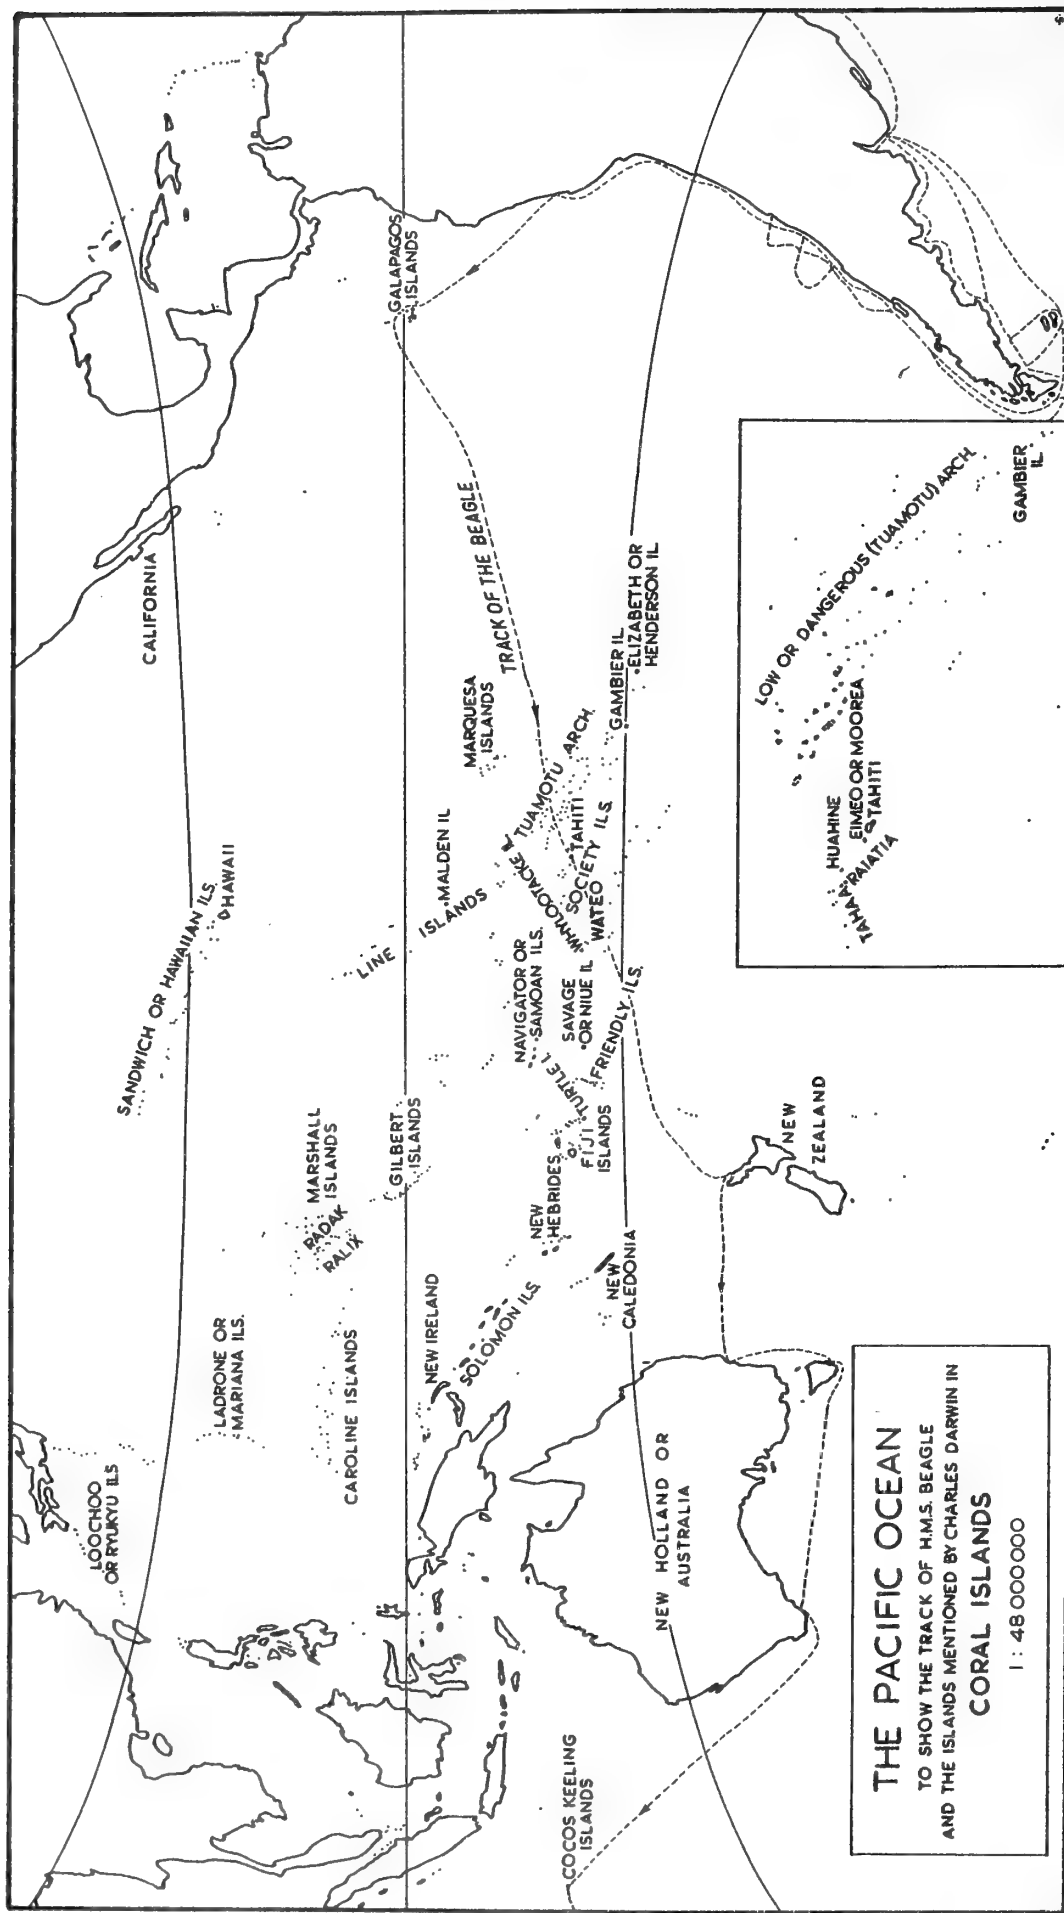 CALIFORNIA
SANDWICH OR HAWAIIAN ILS.
HAWAII
LOOCHOO
OR RYUKYU ILS
LADRONE OR
MARIANA ILS.
MARSHALL
ISLANDS
RADAK
RALIX
CAROLINE ISLANDS
GILBERT
ISLANDS
LINE ISLANDS
MALDEN IL
MARQUESA
ISLANDS
GALAPAGOS
ISLANDS
TRACK OF THE BEAGLE
NEW IRELAND
SOLOMON ILS.
NEW
HEBRIDES
NEW
CALEDONIA
FIJI
ISLANDS
TURTLE I.
NAVIGATOR OR
SAMOAN ILS.
SAVAGE
OR NIUE IL
FRIENDLY ILS.
WHYLOOTACKE
WATEO
SOCIETY ILS.
TAHITI
TUAMOTU ARCH.
GAMBIER IL
ELIZABETH OR
HENDERSON IL
NEW HOLLAND OR
AUSTRALIA
NEW
ZEALAND
COCOS KEELING
ISLANDS
LOW OR DANGEROUS (TUAMOTU) ARCH.
GAMBIER
IL
HUAHINE
EIMEO OR MOOREA
TAHITI
TAHAA
RAIATIA
THE PACIFIC OCEAN
TO SHOW THE TRACK OF H.M.S. BEAGLE
AND THE ISLANDS MENTIONED BY CHARLES DARWIN IN
CORAL ISLANDS
1 : 48 000 000